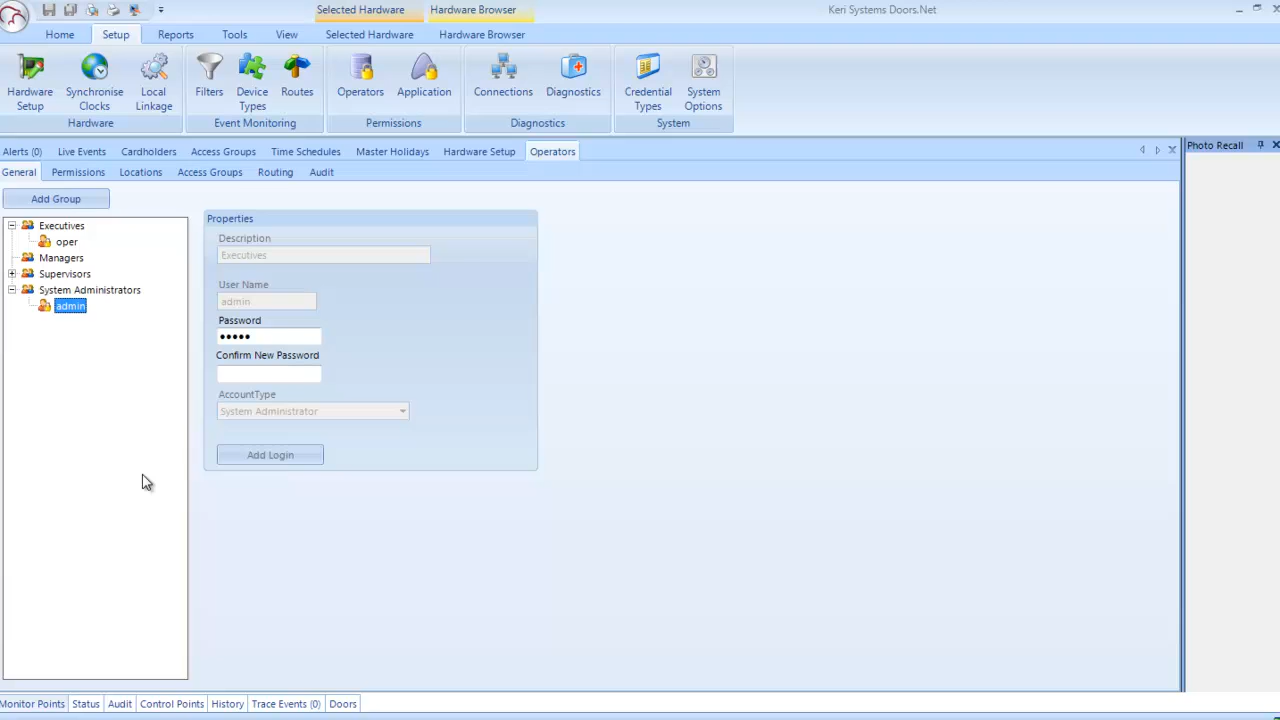 Selected Hardware Hardware Browser Keri Systems Doors.Net
Home Setup Reports Tools View Selected Hardware Hardware Browser
Hardware Setup Synchronise Clocks Local Linkage Filters Device Types Routes Operators Application Connections Diagnostics Credential Types System Options
Hardware Event Monitoring Permissions Diagnostics System
Alerts (0) Live Events Cardholders Access Groups Time Schedules Master Holidays Hardware Setup Operators Photo Recall
General Permissions Locations Access Groups Routing Audit
Add Group
Executives
oper
Managers
Supervisors
System Administrators
admin
Properties
Description
Executives
User Name
admin
Password
•••••
Confirm New Password
AccountType
System Administrator
Add Login
Monitor Points Status Audit Control Points History Trace Events (0) Doors